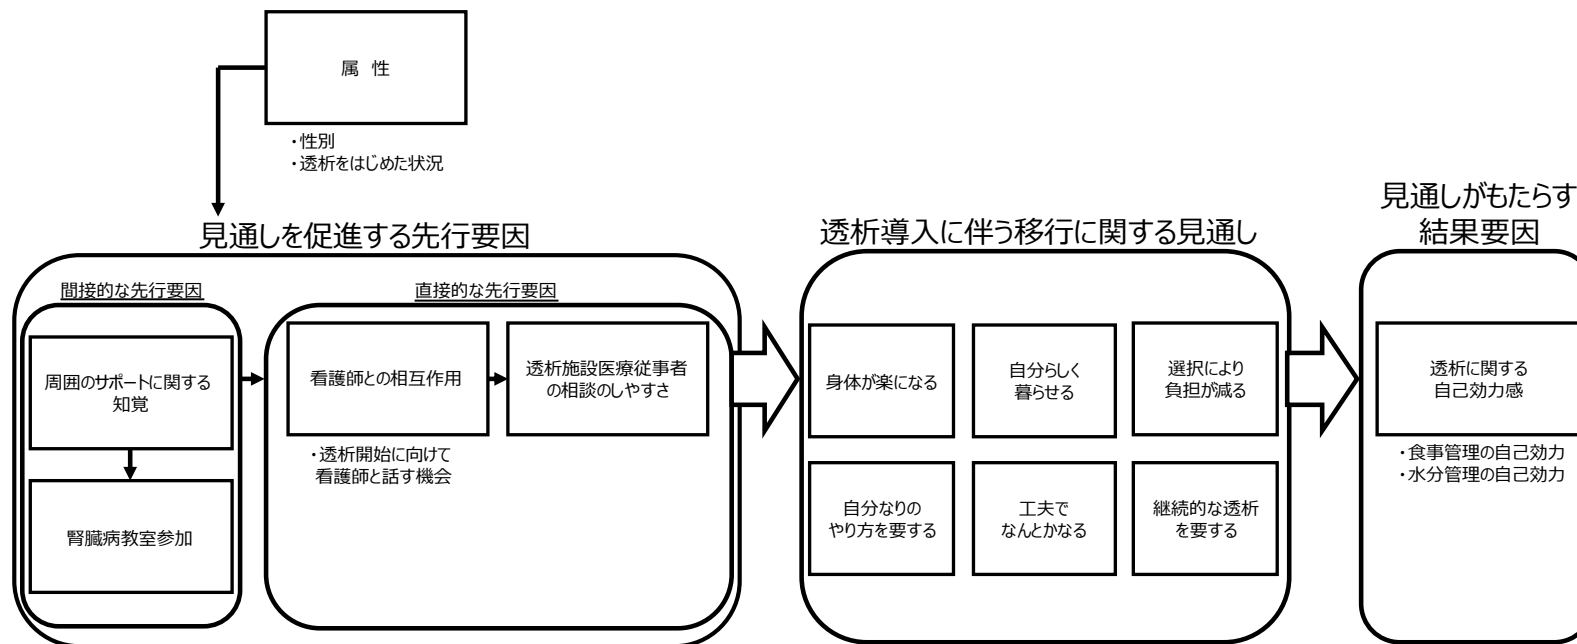 属 性
・性別
・透析をはじめた状況
見通しを促進する先行要因
間接的な先行要因
周囲のサポートに関する
知覚
腎臓病教室参加
直接的な先行要因
看護師との相互作用
・透析開始に向けて
看護師と話す機会
透析施設医療従事者
の相談のしやすさ
透析導入に伴う移行に関する見通し
身体が楽になる
自分らしく
暮らせる
選択により
負担が減る
自分なりの
やり方を要する
工夫で
なんとかなる
継続的な透析
を要する
見通しがもたらす
結果要因
透析に関する
自己効力感
・食事管理の自己効力
・水分管理の自己効力